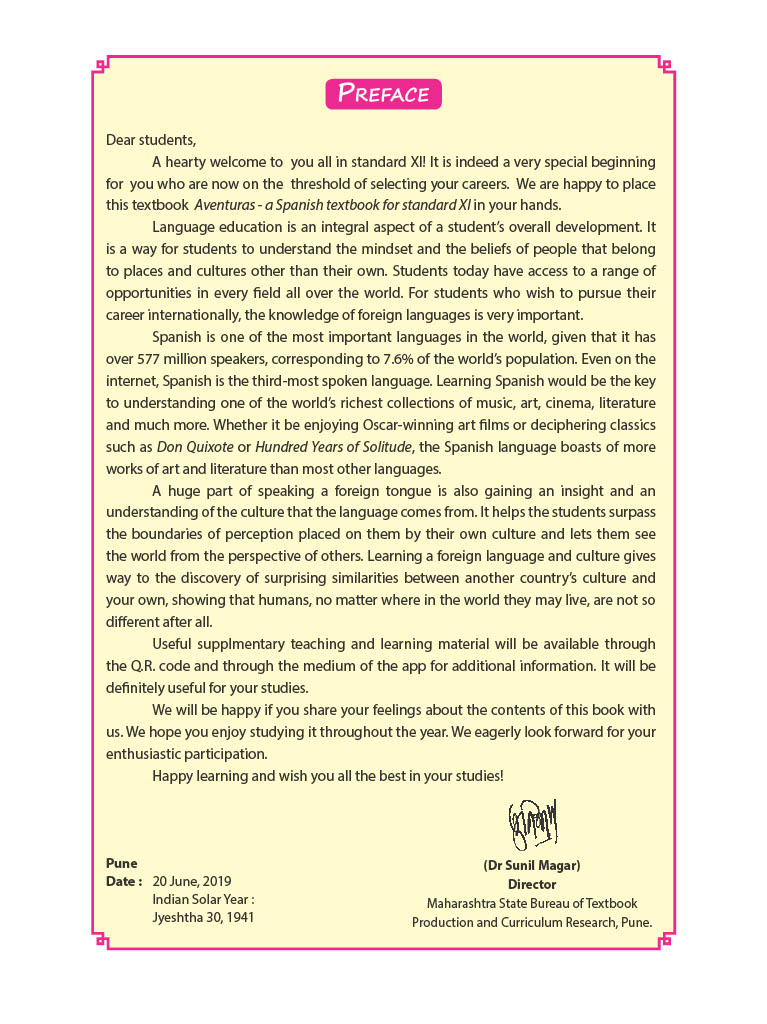 PREFACE
Dear students,
A hearty welcome to you all in standard XI! It is indeed a very special beginning
for you who are now on the threshold of selecting your careers. We are happy to place
this textbook Aventuras - a Spanish textbook for standard XI in your hands.
Language education is an integral aspect of a student's overall development. It
is a way for students to understand the mindset and the beliefs of people that belong
to places and cultures other than their own. Students today have access to a range of
opportunities in every field all over the world. For students who wish to pursue their
career internationally, the knowledge of foreign languages is very important.
Spanish is one of the most important languages in the world, given that it has
over 577 million speakers, corresponding to 7.6% of the world's population. Even on the
internet, Spanish is the third-most spoken language. Learning Spanish would be the key
to understanding one of the world's richest collections of music, art, cinema, literature
and much more. Whether it be enjoying Oscar-winning art films or deciphering classics
such as Don Quixote or Hundred Years of Solitude, the Spanish language boasts of more
works of art and literature than most other languages.
A huge part of speaking a foreign tongue is also gaining an insight and an
understanding of the culture that the language comes from. It helps the students surpass
the boundaries of perception placed on them by their own culture and lets them see
the world from the perspective of others. Learning a foreign language and culture gives
way to the discovery of surprising similarities between another country's culture and
your own, showing that humans, no matter where in the world they may live, are not so
different after all.
Useful supplmentary teaching and learning material will be available through
the Q.R. code and through the medium of the app for additional information. It will be
definitely useful for your studies.
We will be happy if you share your feelings about the contents of this book with
us. We hope you enjoy studying it throughout the year. We eagerly look forward for your
enthusiastic participation.
Happy learning and wish you all the best in your studies!
Pune
Date : 20 June, 2019
Indian Solar Year :
Jyeshtha 30, 1941
(Dr Sunil Magar)
Director
Maharashtra State Bureau of Textbook
Production and Curriculum Research, Pune.